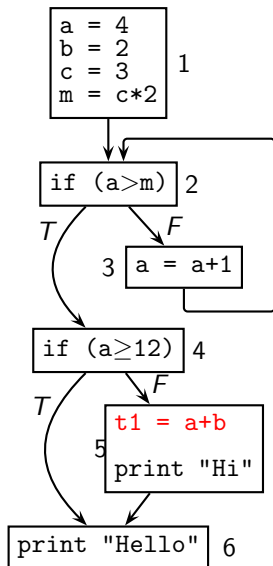 a = 4
b = 2
c = 3
m = c*2
1
if (a>m)
2
T
F
3
a = a+1
if (a≥12)
4
T
F
t1 = a+b
5
print "Hi"
print "Hello"
6